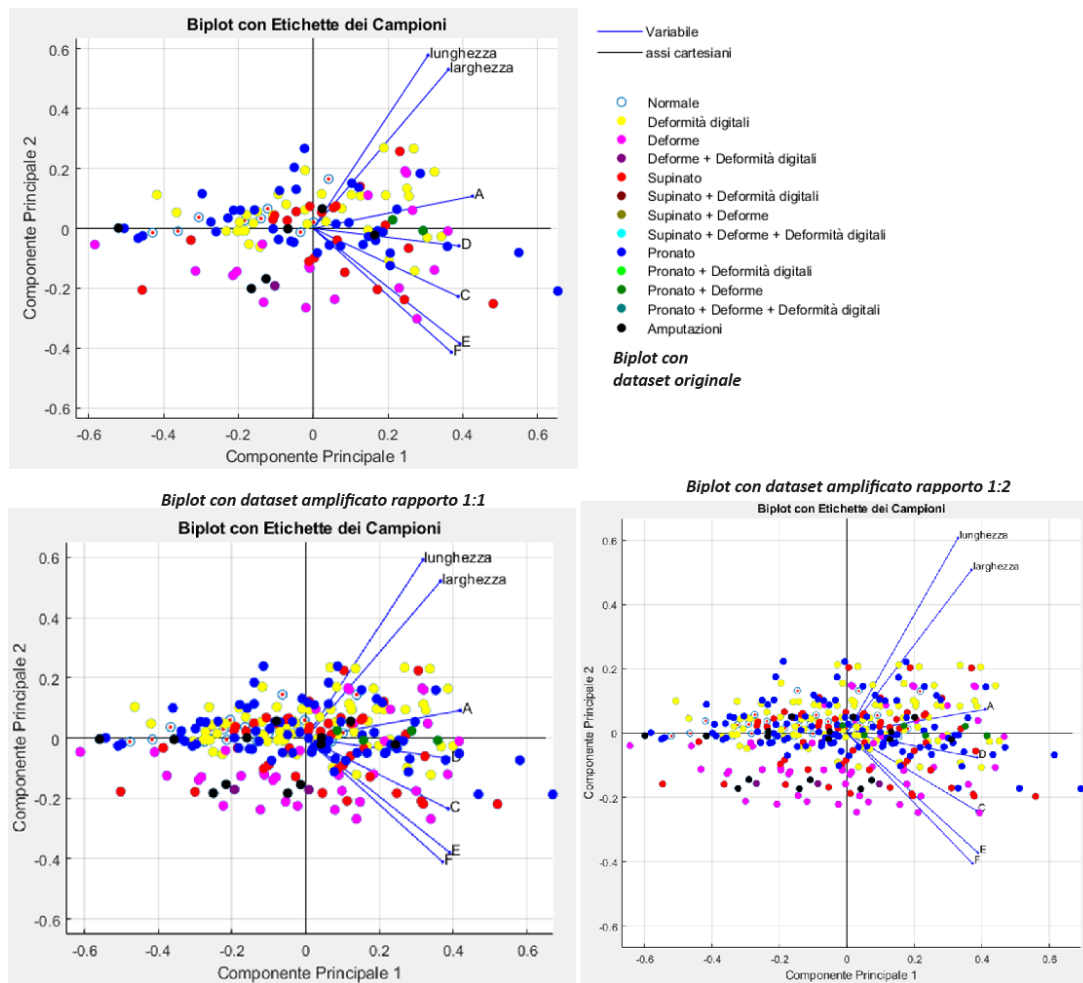 Biplot con Etichette dei Campioni
0.6
0.4
0.2
0
-0.2
-0.4
-0.6
Componente Principale 2
lunghezza
larghezza
A
D
C
E
F
-0.6 -0.4 -0.2 0 0.2 0.4 0.6
Componente Principale 1
Variabile
assi cartesiani
Normale
Deformità digitali
Deforme
Deforme + Deformità digitali
Supinato
Supinato + Deformità digitali
Supinato + Deforme
Supinato + Deforme + Deformità digitali
Pronato
Pronato + Deformità digitali
Pronato + Deforme
Pronato + Deforme + Deformità digitali
Amputazioni
Biplot con
dataset originale
Biplot con dataset amplificato rapporto 1:1
Biplot con Etichette dei Campioni
0.6
0.4
0.2
0
-0.2
-0.4
-0.6
Componente Principale 2
lunghezza
larghezza
A
D
C
E
F
-0.6 -0.4 -0.2 0 0.2 0.4 0.6
Componente Principale 1
Biplot con dataset amplificato rapporto 1:2
Biplot con Etichette dei Campioni
0.6
0.4
0.2
0
-0.2
-0.4
-0.6
Componente Principale 2
lunghezza
larghezza
A
D
C
E
F
-0.6 -0.4 -0.2 0 0.2 0.4 0.6
Componente Principale 1